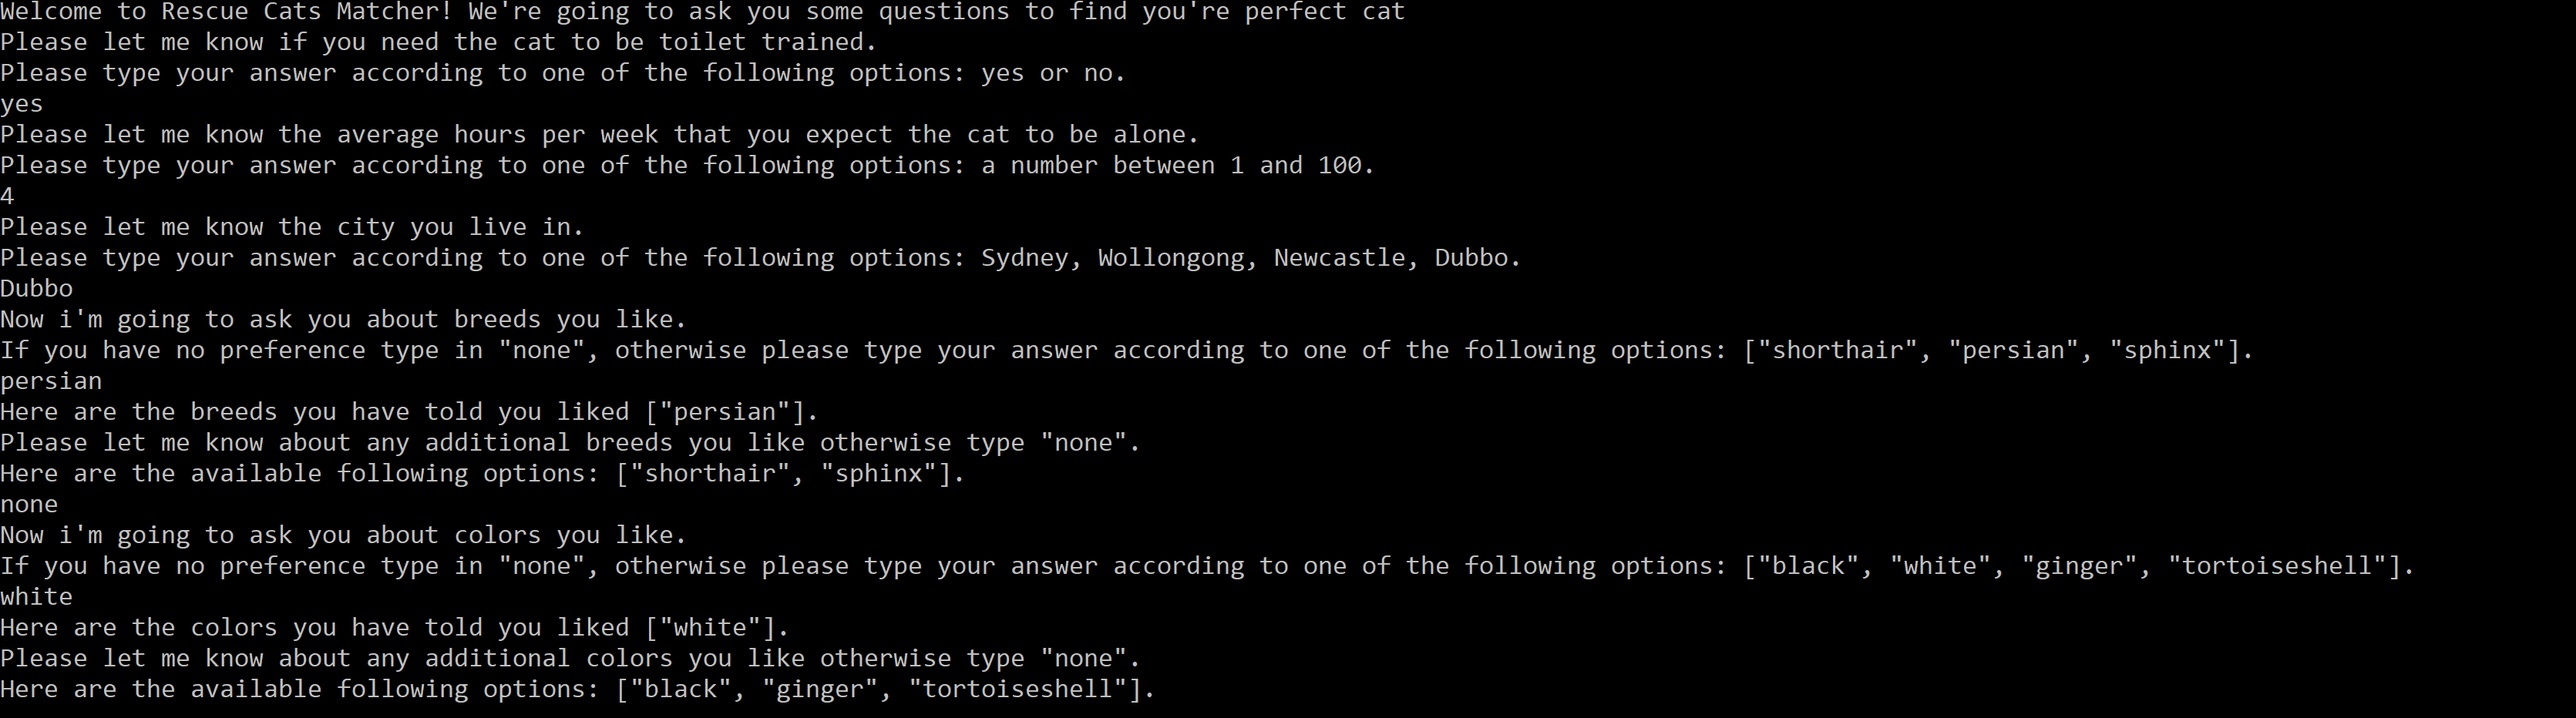 Welcome to Rescue Cats Matcher! We're going to ask you some questions to find you're perfect cat
Please let me know if you need the cat to be toilet trained.
Please type your answer according to one of the following options: yes or no.
yes
Please let me know the average hours per week that you expect the cat to be alone.
Please type your answer according to one of the following options: a number between 1 and 100.
4
Please let me know the city you live in.
Please type your answer according to one of the following options: Sydney, Wollongong, Newcastle, Dubbo.
Dubbo
Now i'm going to ask you about breeds you like.
If you have no preference type in "none", otherwise please type your answer according to one of the following options: ["shorthair", "persian", "sphinx"].
persian
Here are the breeds you have told you liked ["persian"].
Please let me know about any additional breeds you like otherwise type "none".
Here are the available following options: ["shorthair", "sphinx"].
none
Now i'm going to ask you about colors you like.
If you have no preference type in "none", otherwise please type your answer according to one of the following options: ["black", "white", "ginger", "tortoiseshell"].
white
Here are the colors you have told you liked ["white"].
Please let me know about any additional colors you like otherwise type "none".
Here are the available following options: ["black", "ginger", "tortoiseshell"].